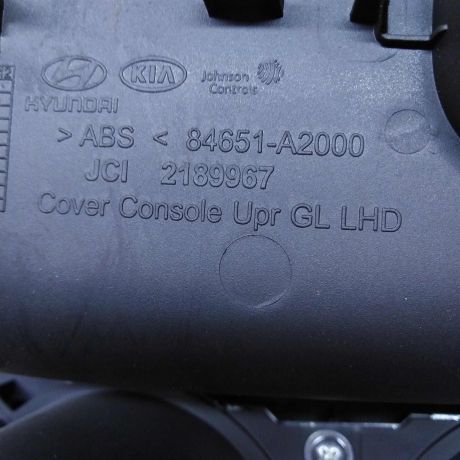 KIA Johnson Controls
HYUNDAI
>ABS< 84651-A2000
JCI 2189967
Cover Console Upr GL LHD